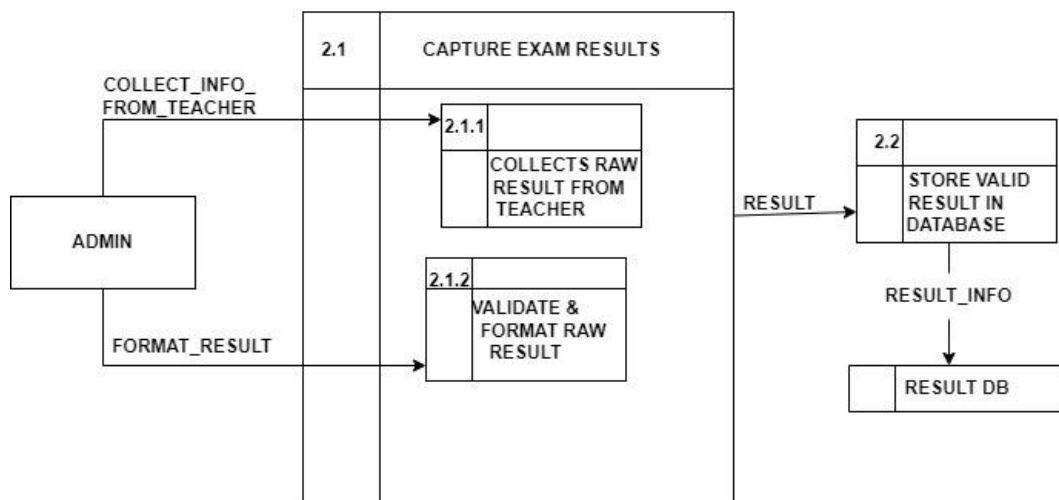 2.1
CAPTURE EXAM RESULTS
COLLECT_INFO_
FROM_TEACHER
2.1.1
COLLECTS RAW
RESULT FROM
TEACHER
2.2
STORE VALID
RESULT IN
DATABASE
RESULT
ADMIN
2.1.2
VALIDATE &
FORMAT RAW
RESULT
RESULT_INFO
FORMAT_RESULT
RESULT DB